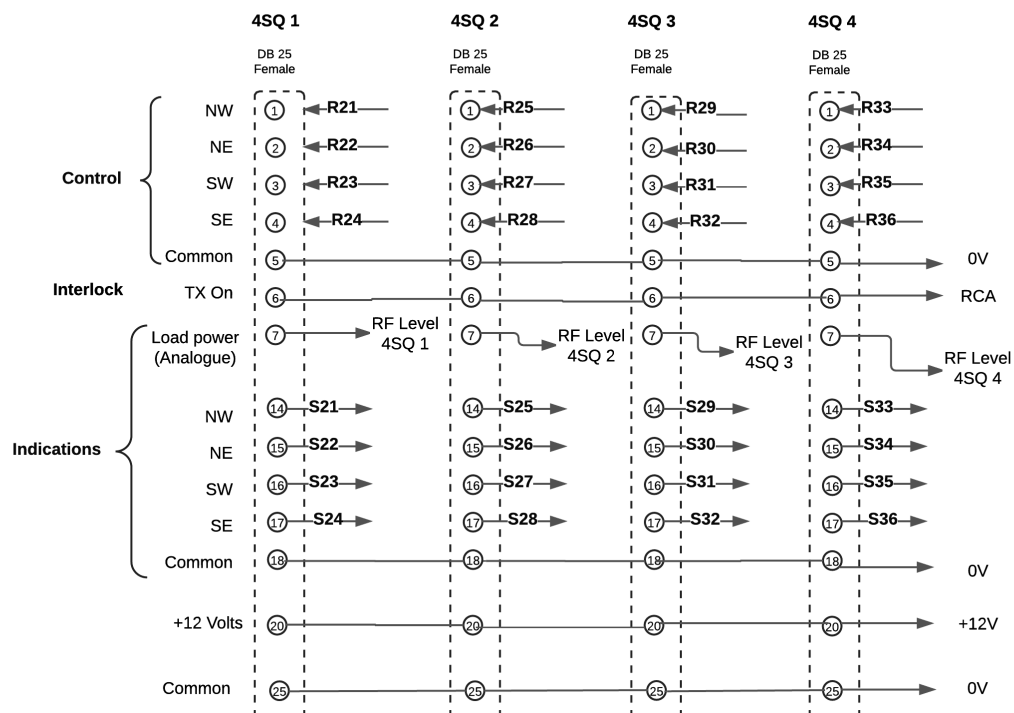 4SQ 1 4SQ 2 4SQ 3 4SQ 4
DB 25 DB 25 DB 25 DB 25
Female Female Female Female
NW 1 R21 1 R25 1 R29 1 R33
NE 2 R22 2 R26 2 R30 2 R34
Control
SW 3 R23 3 R27 3 R31 3 R35
SE 4 R24 4 R28 4 R32 4 R36
Common 5 5 5 5 0V
Interlock TX On 6 6 6 6 RCA
Load power 7 RF Level 7 RF Level 7 RF Level 7 RF Level
(Analogue) 4SQ 1 4SQ 2 4SQ 3 4SQ 4
NW 14 S21 14 S25 14 S29 14 S33
Indications
NE 15 S22 15 S26 15 S30 15 S34
SW 16 S23 16 S27 16 S31 16 S35
SE 17 S24 17 S28 17 S32 17 S36
Common 18 18 18 18 0V
+12 Volts 20 20 20 20 +12V
Common 25 25 25 25 0V